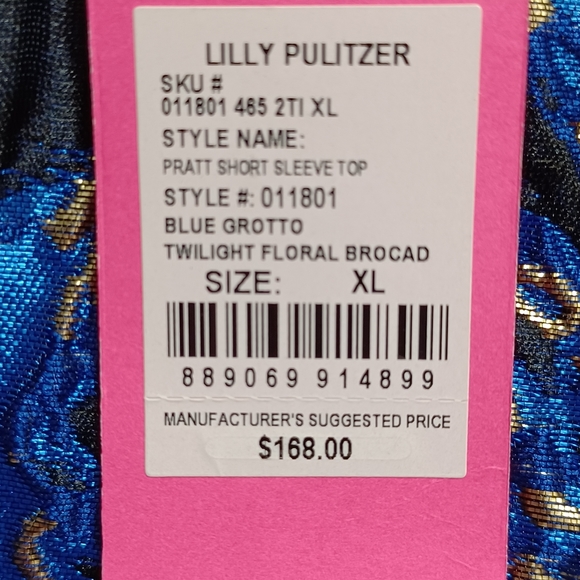 LILLY PULITZER
SKU #
011801 465 2TI XL
STYLE NAME:
PRATT SHORT SLEEVE TOP
STYLE #: 011801
BLUE GROTTO
TWILIGHT FLORAL BROCAD
SIZE: XL
889069 914899
MANUFACTURER'S SUGGESTED PRICE
$168.00